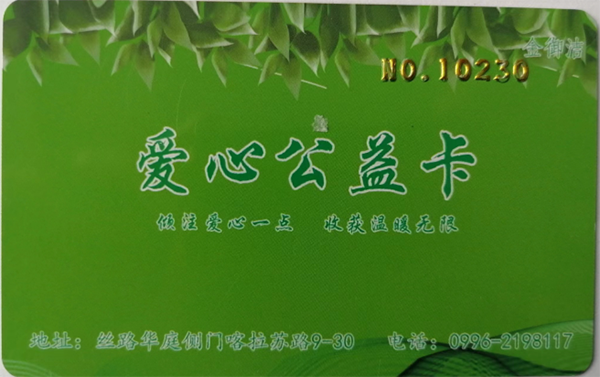 金御油
NO.10230
爱心公益卡
倾注爱心一点 收获温暖无限
地址：丝路华庭侧门喀拉苏路9-30 电话：0996-2198117